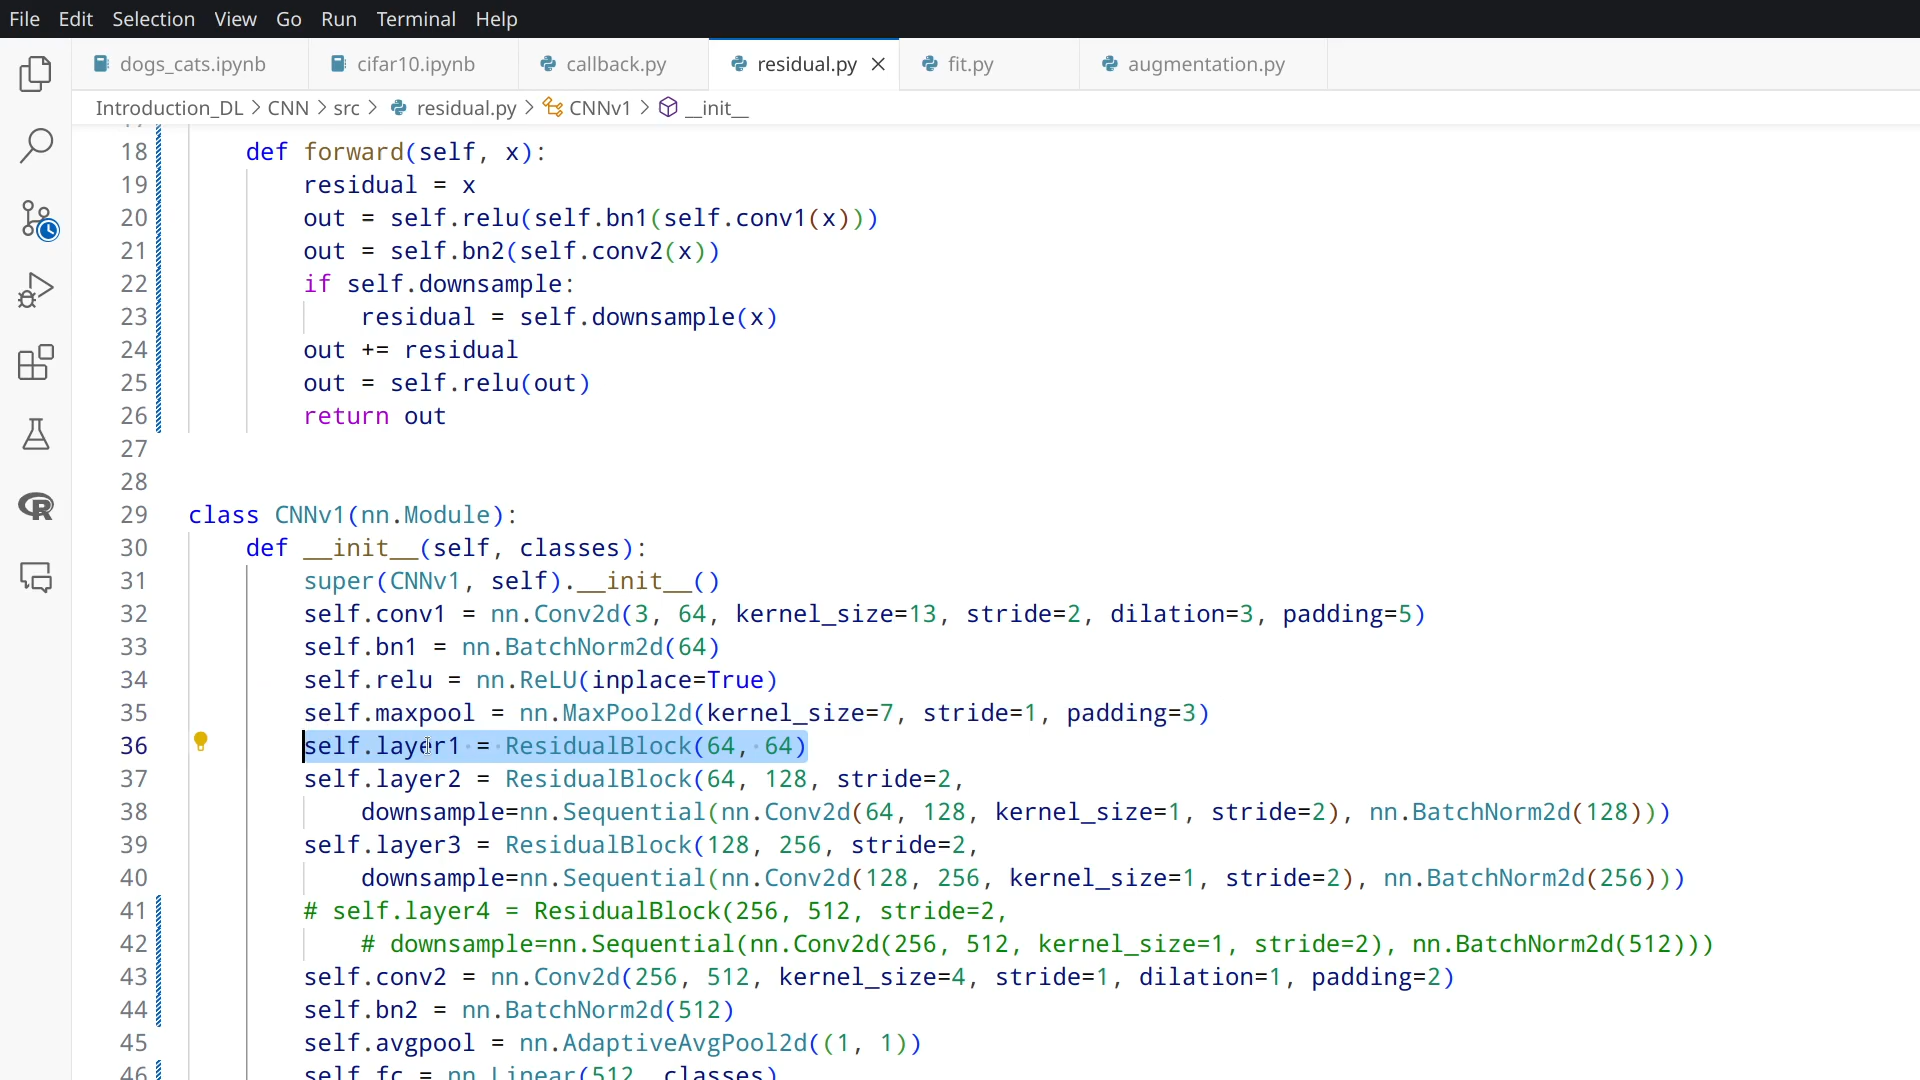 File Edit Selection View Go Run Terminal Help
dogs_cats.ipynb cifar10.ipynb callback.py residual.py fit.py augmentation.py
Introduction_DL > CNN > src > residual.py > CNNv1 > __init__
18 def forward(self, x):
19 residual = x
20 out = self.relu(self.bn1(self.conv1(x)))
21 out = self.bn2(self.conv2(x))
22 if self.downsample:
23 residual = self.downsample(x)
24 out += residual
25 out = self.relu(out)
26 return out
27
28
29 class CNNv1(nn.Module):
30 def __init__(self, classes):
31 super(CNNv1, self).__init__()
32 self.conv1 = nn.Conv2d(3, 64, kernel_size=13, stride=2, dilation=3, padding=5)
33 self.bn1 = nn.BatchNorm2d(64)
34 self.relu = nn.ReLU(inplace=True)
35 self.maxpool = nn.MaxPool2d(kernel_size=7, stride=1, padding=3)
36 self.layer1 = ResidualBlock(64, 64)
37 self.layer2 = ResidualBlock(64, 128, stride=2,
38 downsample=nn.Sequential(nn.Conv2d(64, 128, kernel_size=1, stride=2), nn.BatchNorm2d(128)))
39 self.layer3 = ResidualBlock(128, 256, stride=2,
40 downsample=nn.Sequential(nn.Conv2d(128, 256, kernel_size=1, stride=2), nn.BatchNorm2d(256)))
41 # self.layer4 = ResidualBlock(256, 512, stride=2,
42 # downsample=nn.Sequential(nn.Conv2d(256, 512, kernel_size=1, stride=2), nn.BatchNorm2d(512)))
43 self.conv2 = nn.Conv2d(256, 512, kernel_size=4, stride=1, dilation=1, padding=2)
44 self.bn2 = nn.BatchNorm2d(512)
45 self.avgpool = nn.AdaptiveAvgPool2d((1, 1))
46 self.fc = nn.Linear(512, classes)